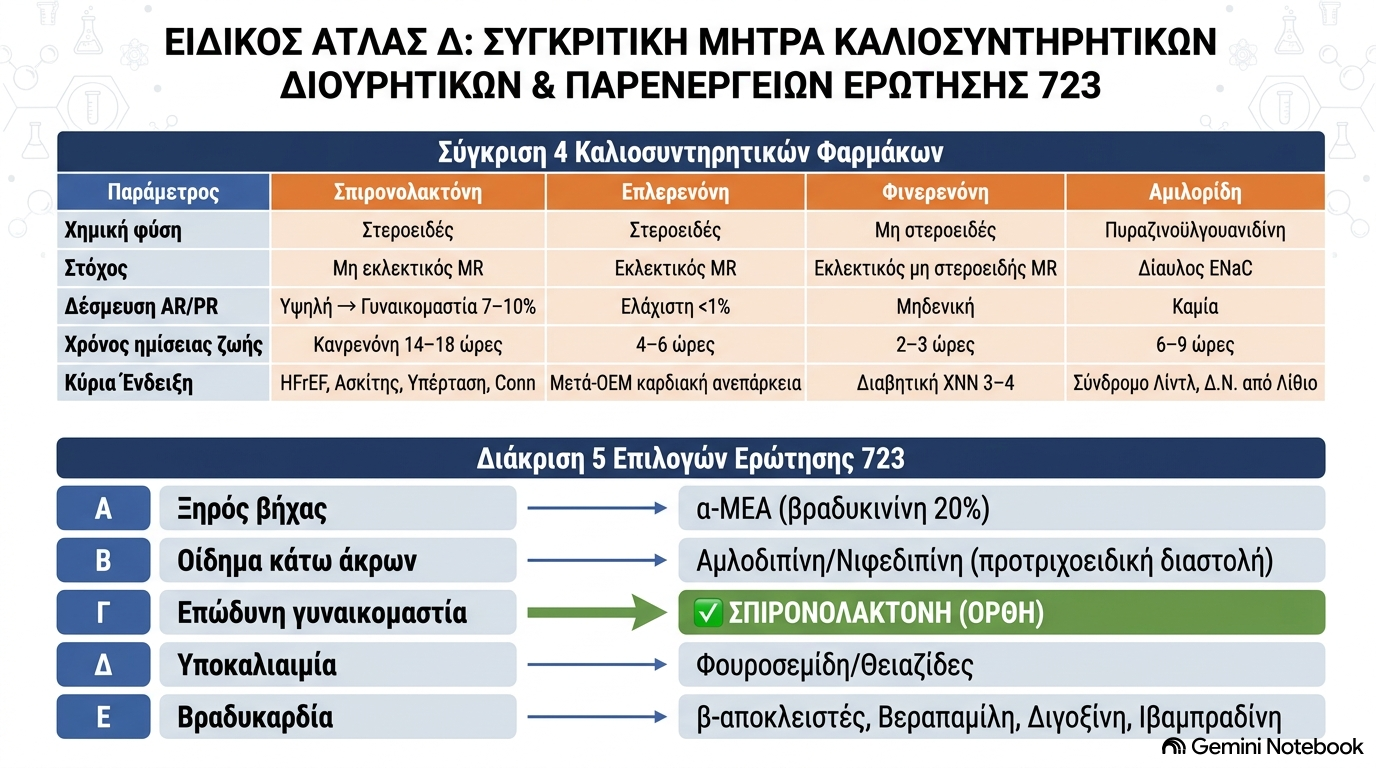 ΕΙΔΙΚΟΣ ΑΤΛΑΣ Δ: ΣΥΓΚΡΙΤΙΚΗ ΜΗΤΡΑ ΚΑΛΙΟΣΥΝΤΗΡΗΤΙΚΩΝ
ΔΙΟΥΡΗΤΙΚΩΝ & ΠΑΡΕΝΕΡΓΕΙΩΝ ΕΡΩΤΗΣΗΣ 723
Σύγκριση 4 Καλιοσυντηρητικών Φαρμάκων
Παράμετρος Σπιρονολακτόνη Επλερενόνη Φινερενόνη Αμιλορίδη
Χημική φύση Στεροειδές Στεροειδές Μη στεροειδές Πυραζινοϋλγουανιδίνη
Στόχος Μη εκλεκτικός MR Εκλεκτικός MR Εκλεκτικός μη στεροειδής MR Δίαυλος ENaC
Δέσμευση AR/PR Υψηλή → Γυναικομαστία 7–10% Ελάχιστη <1% Μηδενική Καμία
Χρόνος ημίσειας ζωής Κανρενόνη 14–18 ώρες 4–6 ώρες 2–3 ώρες 6–9 ώρες
Κύρια Ένδειξη HFrEF, Ασκίτης, Υπέρταση, Conn Μετά-ΟΕΜ καρδιακή ανεπάρκεια Διαβητική ΧΝΝ 3–4 Σύνδρομο Λίντλ, Δ.Ν. από Λίθιο
Διάκριση 5 Επιλογών Ερώτησης 723
Α Ξηρός βήχας α-ΜΕΑ (βραδυκινίνη 20%)
Β Οίδημα κάτω άκρων Αμλοδιπίνη/Νιφεδιπίνη (προτριχοειδική διαστολή)
Γ Επώδυνη γυναικομαστία ✅ ΣΠΙΡΟΝΟΛΑΚΤΟΝΗ (ΟΡΘΗ)
Δ Υποκαλιαιμία Φουροσεμίδη/Θειαζίδες
Ε Βραδυκαρδία β-αποκλειστές, Βεραπαμίλη, Διγοξίνη, Ιβαμπραδίνη
Gemini Notebook